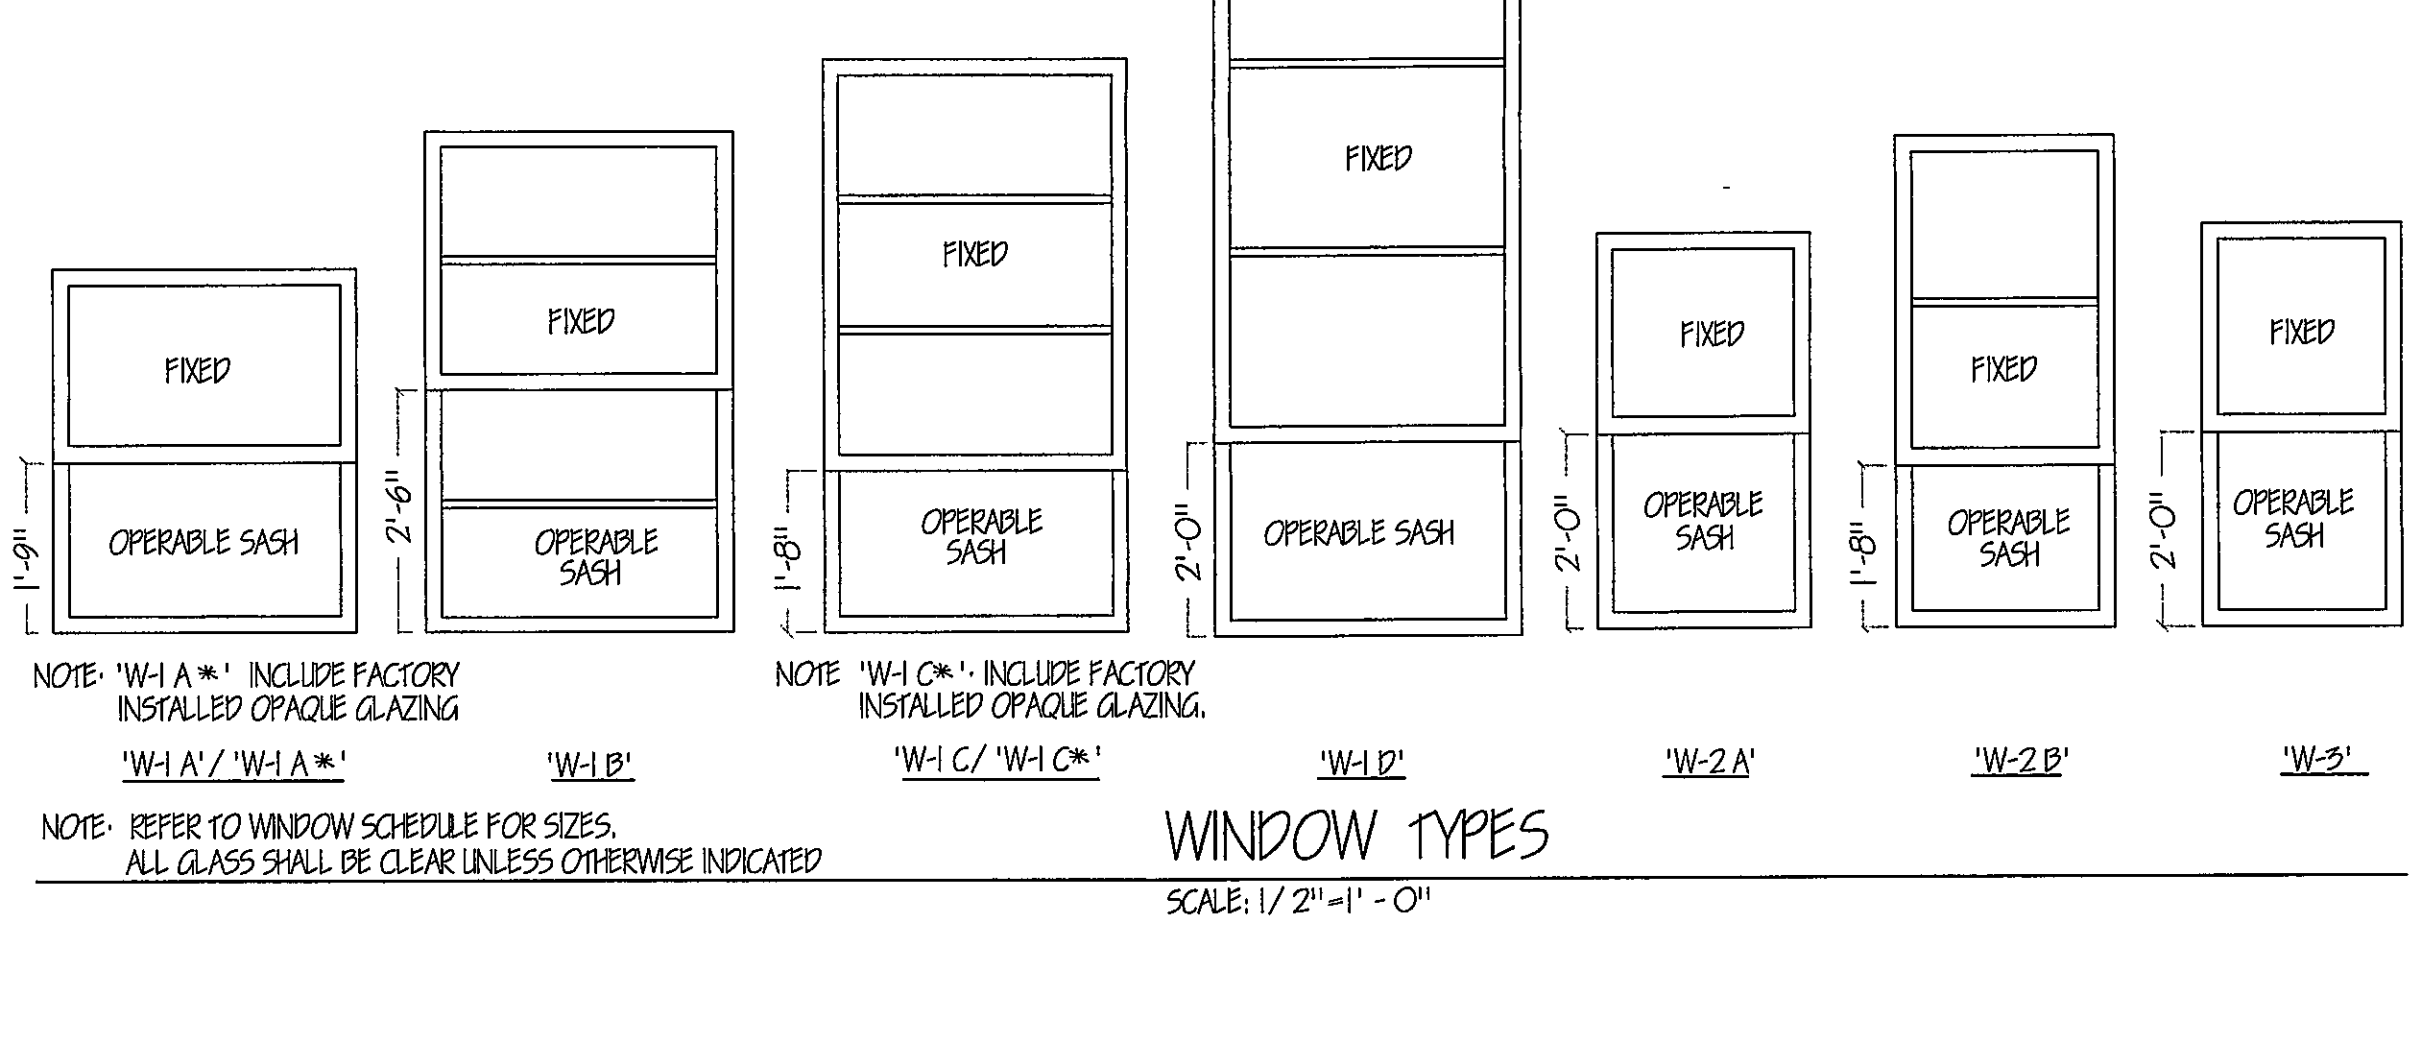 FIXED
OPERABLE SASH
1'-9"
NOTE: 'W-1 A*' INCLUDE FACTORY
INSTALLED OPAQUE GLAZING
'W-1 A'/ 'W-1 A*'
FIXED
2'-6"
OPERABLE
SASH
'W-1 B'
FIXED
1'-8"
OPERABLE
SASH
NOTE 'W-1 C*': INCLUDE FACTORY
INSTALLED OPAQUE GLAZING.
'W-1 C/ 'W-1 C*'
FIXED
2'-0"
OPERABLE SASH
'W-1 D'
FIXED
2'-0"
OPERABLE
SASH
'W-2 A'
FIXED
1'-8"
OPERABLE
SASH
'W-2 B'
FIXED
2'-0"
OPERABLE
SASH
'W-3'
NOTE: REFER TO WINDOW SCHEDULE FOR SIZES.
ALL GLASS SHALL BE CLEAR UNLESS OTHERWISE INDICATED
WINDOW TYPES
SCALE: 1/2"=1'-0"